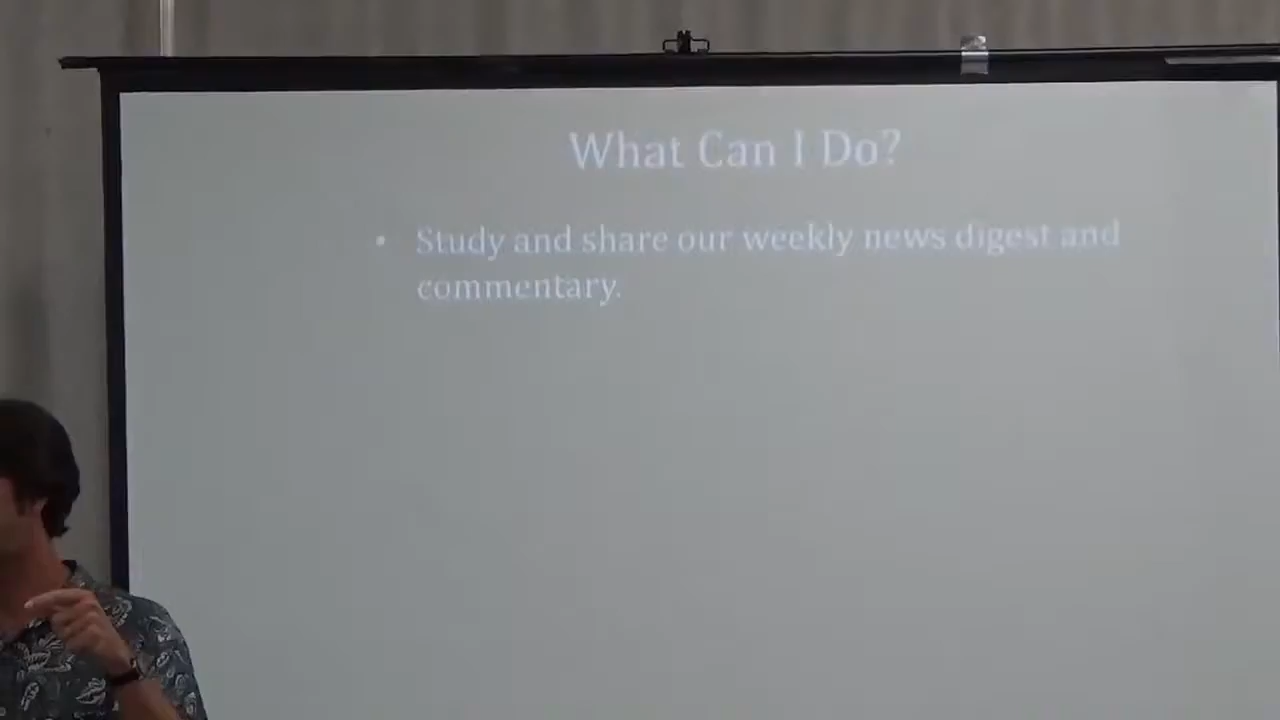 What Can I Do?
• Study and share our weekly news digest and
commentary.